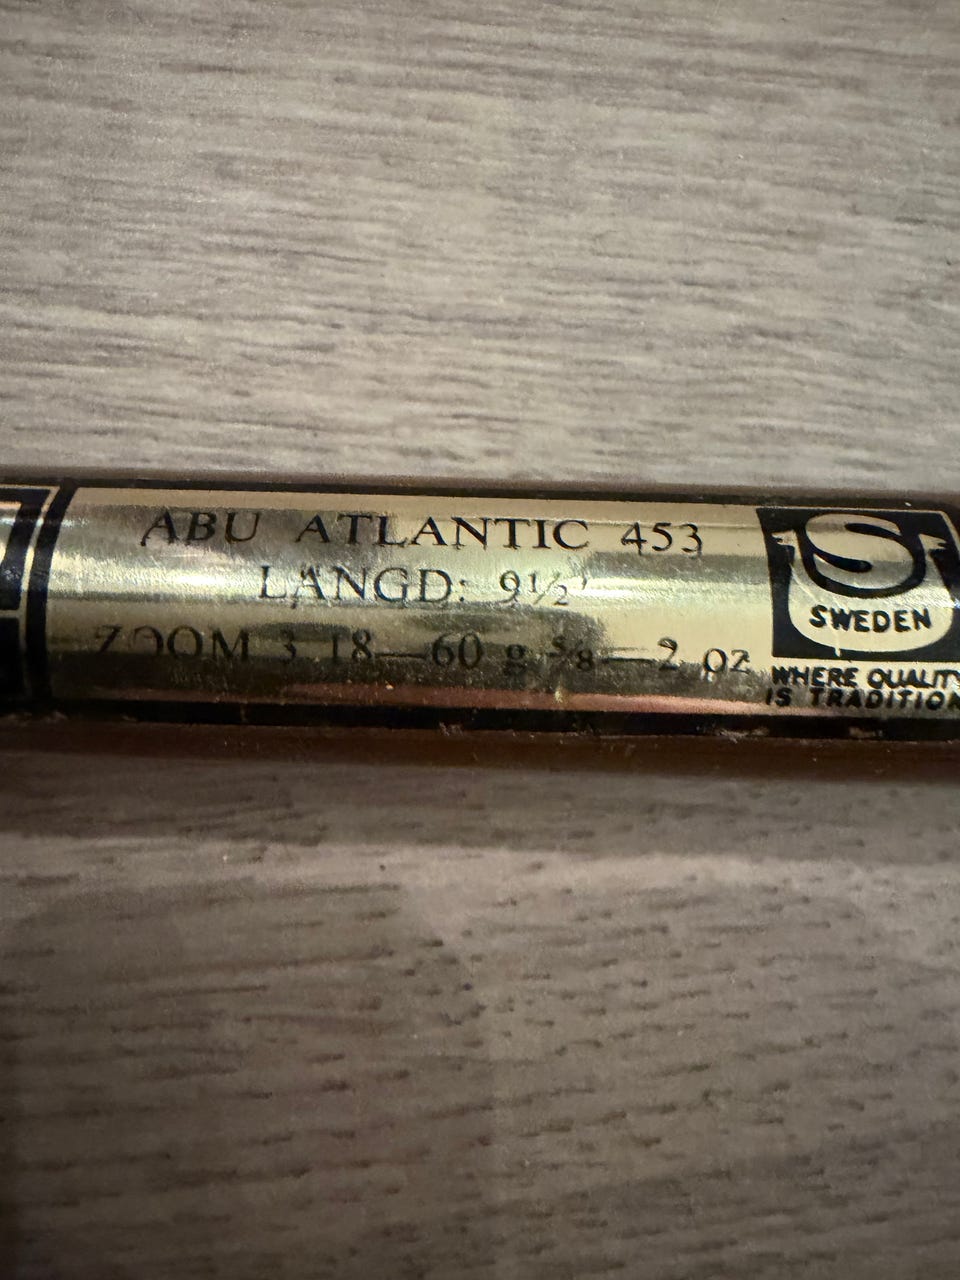 ABU ATLANTIC 453
LÄNGD: 9½'
ZOOM 3 18—60 g ⅝—2 oz
S
SWEDEN
WHERE QUALITY
IS TRADITION